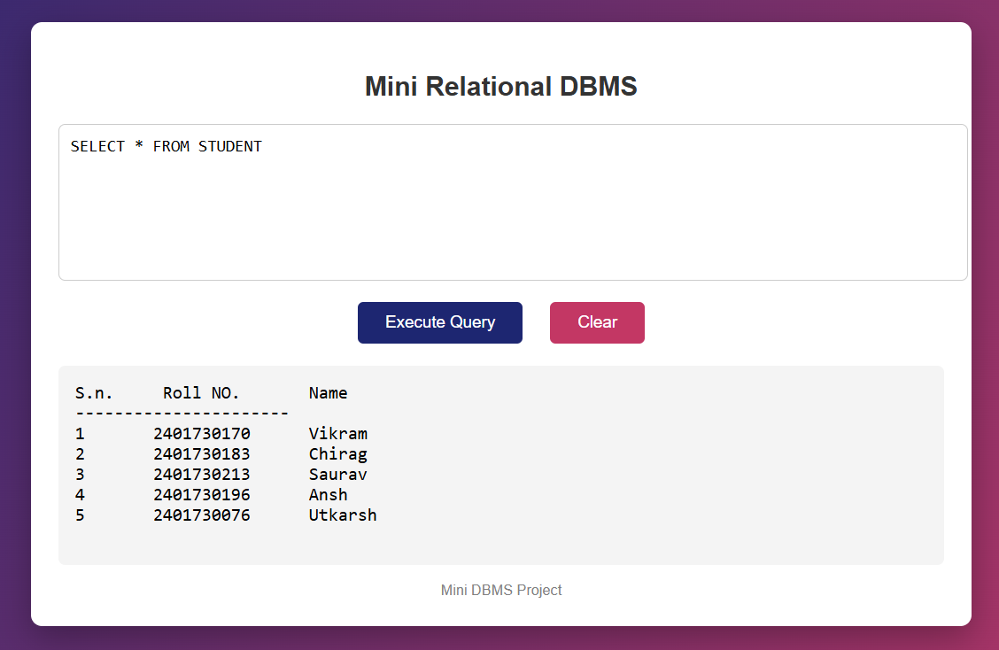 Mini Relational DBMS
SELECT * FROM STUDENT
Execute Query Clear
S.n. Roll NO. Name
----------------------
1 2401730170 Vikram
2 2401730183 Chirag
3 2401730213 Saurav
4 2401730196 Ansh
5 2401730076 Utkarsh
Mini DBMS Project